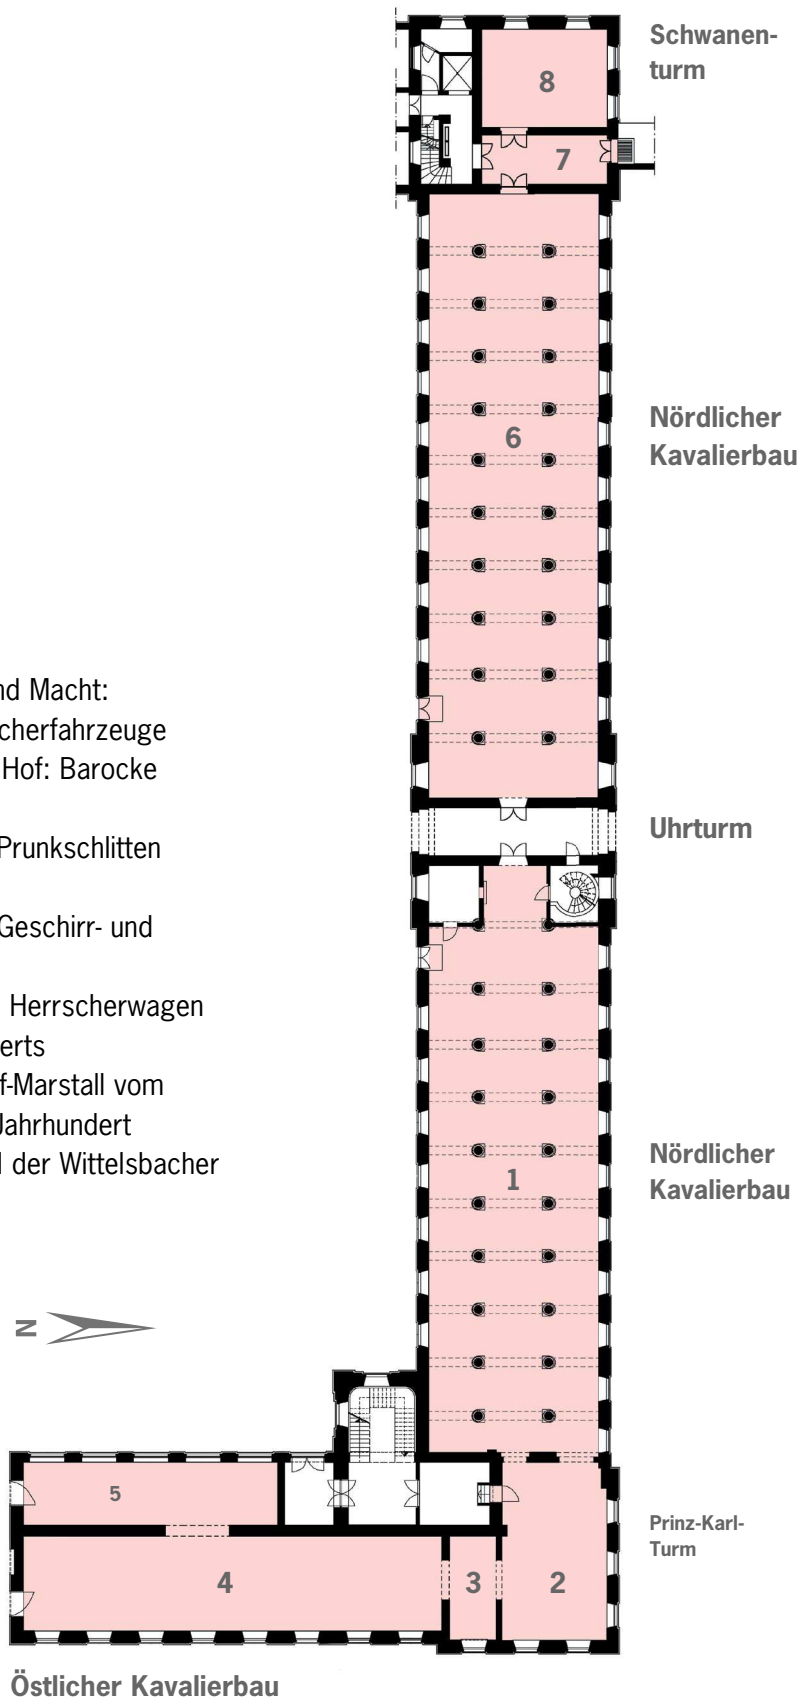 Schwanen-
turm
8
7
Nördlicher
Kavalierbau
6
nd Macht:
cherfahrzeuge
Hof: Barocke
Prunkschlitten
Geschirr- und
Herrscherwagen
erts
f-Marstall vom
Jahrhundert
l der Wittelsbacher
Uhrturm
Nördlicher
Kavalierbau
1
N
5
Prinz-Karl-
Turm
4
3
2
Östlicher Kavalierbau